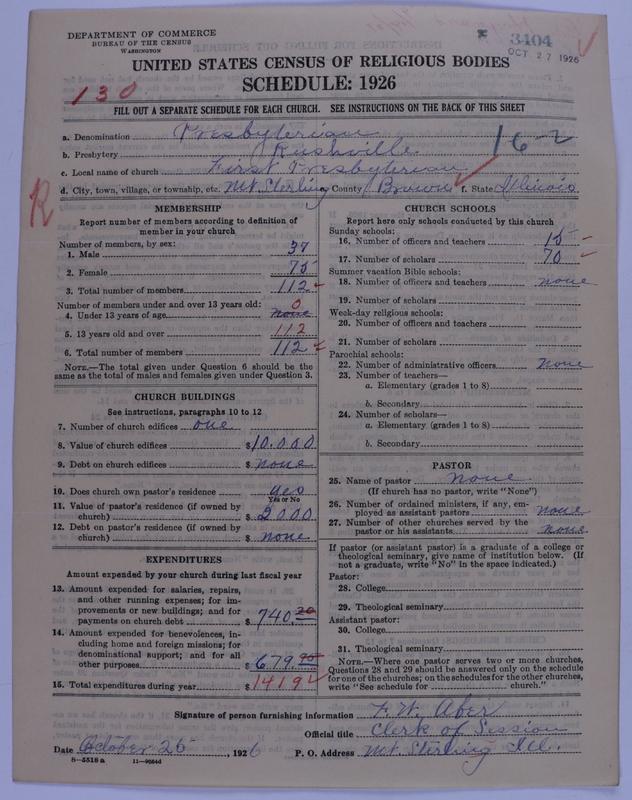 DEPARTMENT OF COMMERCE
BUREAU OF THE CENSUS
WASHINGTON
3404
OCT 27 1926
UNITED STATES CENSUS OF RELIGIOUS BODIES
SCHEDULE: 1926
130
FILL OUT A SEPARATE SCHEDULE FOR EACH CHURCH. SEE INSTRUCTIONS ON THE BACK OF THIS SHEET
16-2
a. Denomination Presbyterian
b. Presbytery Rushville
c. Local name of church First Presbyterian
d. City, town, village, or township, etc. Mt. Sterling County Brown f. State Illinois
R
MEMBERSHIP
Report number of members according to definition of
member in your church
Number of members, by sex:
1. Male 37
2. Female 75
3. Total number of members 112
Number of members under and over 13 years old: 0
4. Under 13 years of age none
5. 13 years old and over 112
6. Total number of members 112
NOTE.—The total given under Question 6 should be the
same as the total of males and females given under Question 3.
CHURCH BUILDINGS
See instructions, paragraphs 10 to 12
7. Number of church edifices one
8. Value of church edifices $10.000
9. Debt on church edifices $none
10. Does church own pastor's residence yes
Yes or No
11. Value of pastor's residence (if owned by
church) $2000
12. Debt on pastor's residence (if owned by
church) $none
EXPENDITURES
Amount expended by your church during last fiscal year
13. Amount expended for salaries, repairs,
and other running expenses; for im-
provements or new buildings; and for
payments on church debt $740.20
14. Amount expended for benevolences, in-
cluding home and foreign missions; for
denominational support; and for all
other purposes $679.
15. Total expenditures during year $1419
CHURCH SCHOOLS
Report here only schools conducted by this church
Sunday schools:
16. Number of officers and teachers 15
17. Number of scholars 70
Summer vacation Bible schools:
18. Number of officers and teachers none
19. Number of scholars
Week-day religious schools:
20. Number of officers and teachers
21. Number of scholars
Parochial schools:
22. Number of administrative officers none
23. Number of teachers—
a. Elementary (grades 1 to 8)
b. Secondary
24. Number of scholars—
a. Elementary (grades 1 to 8)
b. Secondary
PASTOR
25. Name of pastor none
(If church has no pastor, write "None")
26. Number of ordained ministers, if any, em-
ployed as assistant pastors none
27. Number of other churches served by the
pastor or his assistants none
If pastor (or assistant pastor) is a graduate of a college or
theological seminary, give name of institution below. (If
not a graduate, write "No" in the space indicated.)
Pastor:
28. College
29. Theological seminary
Assistant pastor:
30. College
31. Theological seminary
NOTE.—Where one pastor serves two or more churches,
Questions 28 and 29 should be answered only on the schedule
for one of the churches; on the schedules for the other churches,
write "See schedule for church."
Signature of person furnishing information F. W. Aber
Official title Clerk of Session
Date October 26, 1926 P. O. Address Mt. Sterling Ill.
8-5518 a